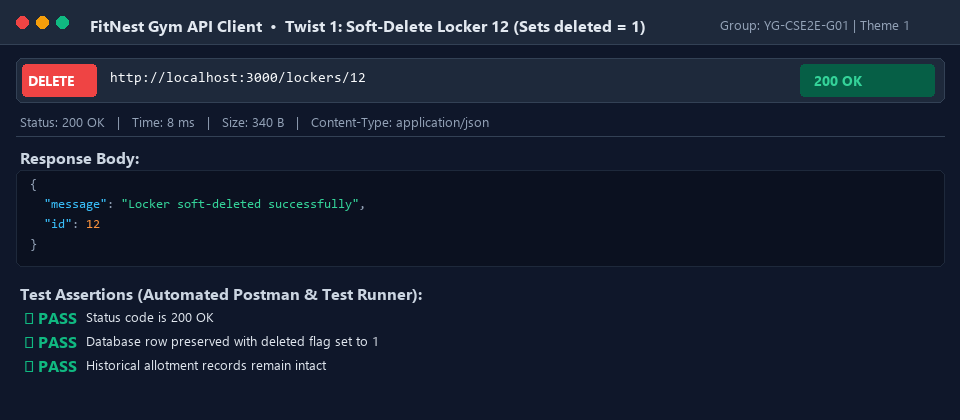 FitNest Gym API Client • Twist 1: Soft-Delete Locker 12 (Sets deleted = 1)
Group: YG-CSE2E-G01 | Theme 1
DELETE http://localhost:3000/lockers/12 200 OK
Status: 200 OK | Time: 8 ms | Size: 340 B | Content-Type: application/json
Response Body:
{
"message": "Locker soft-deleted successfully",
"id": 12
}
Test Assertions (Automated Postman & Test Runner):
PASS Status code is 200 OK
PASS Database row preserved with deleted flag set to 1
PASS Historical allotment records remain intact